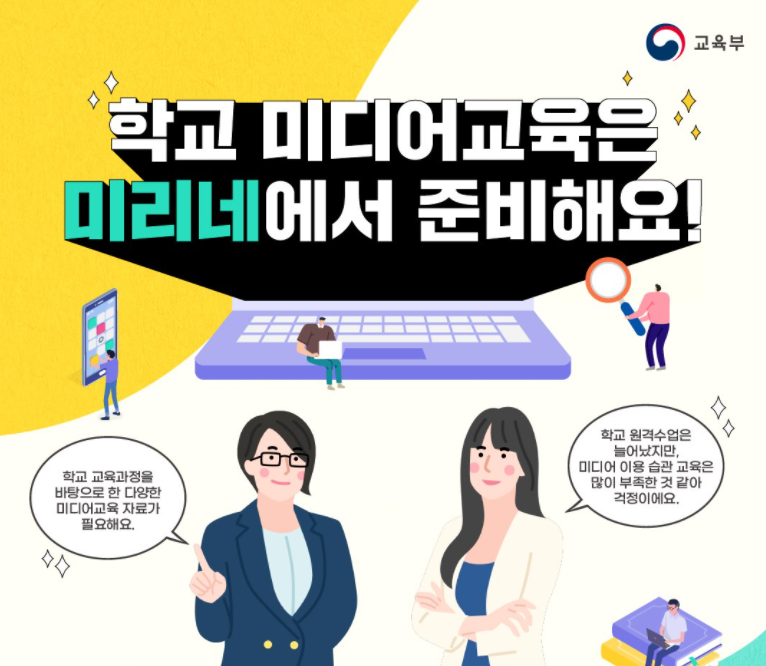 교육부
학교 미디어교육은
미리네에서 준비해요!
학교 교육과정을
바탕으로 한 다양한
미디어교육 자료가
필요해요.
학교 원격수업은
늘어났지만,
미디어 이용 습관 교육은
많이 부족한 것 같아
걱정이에요.